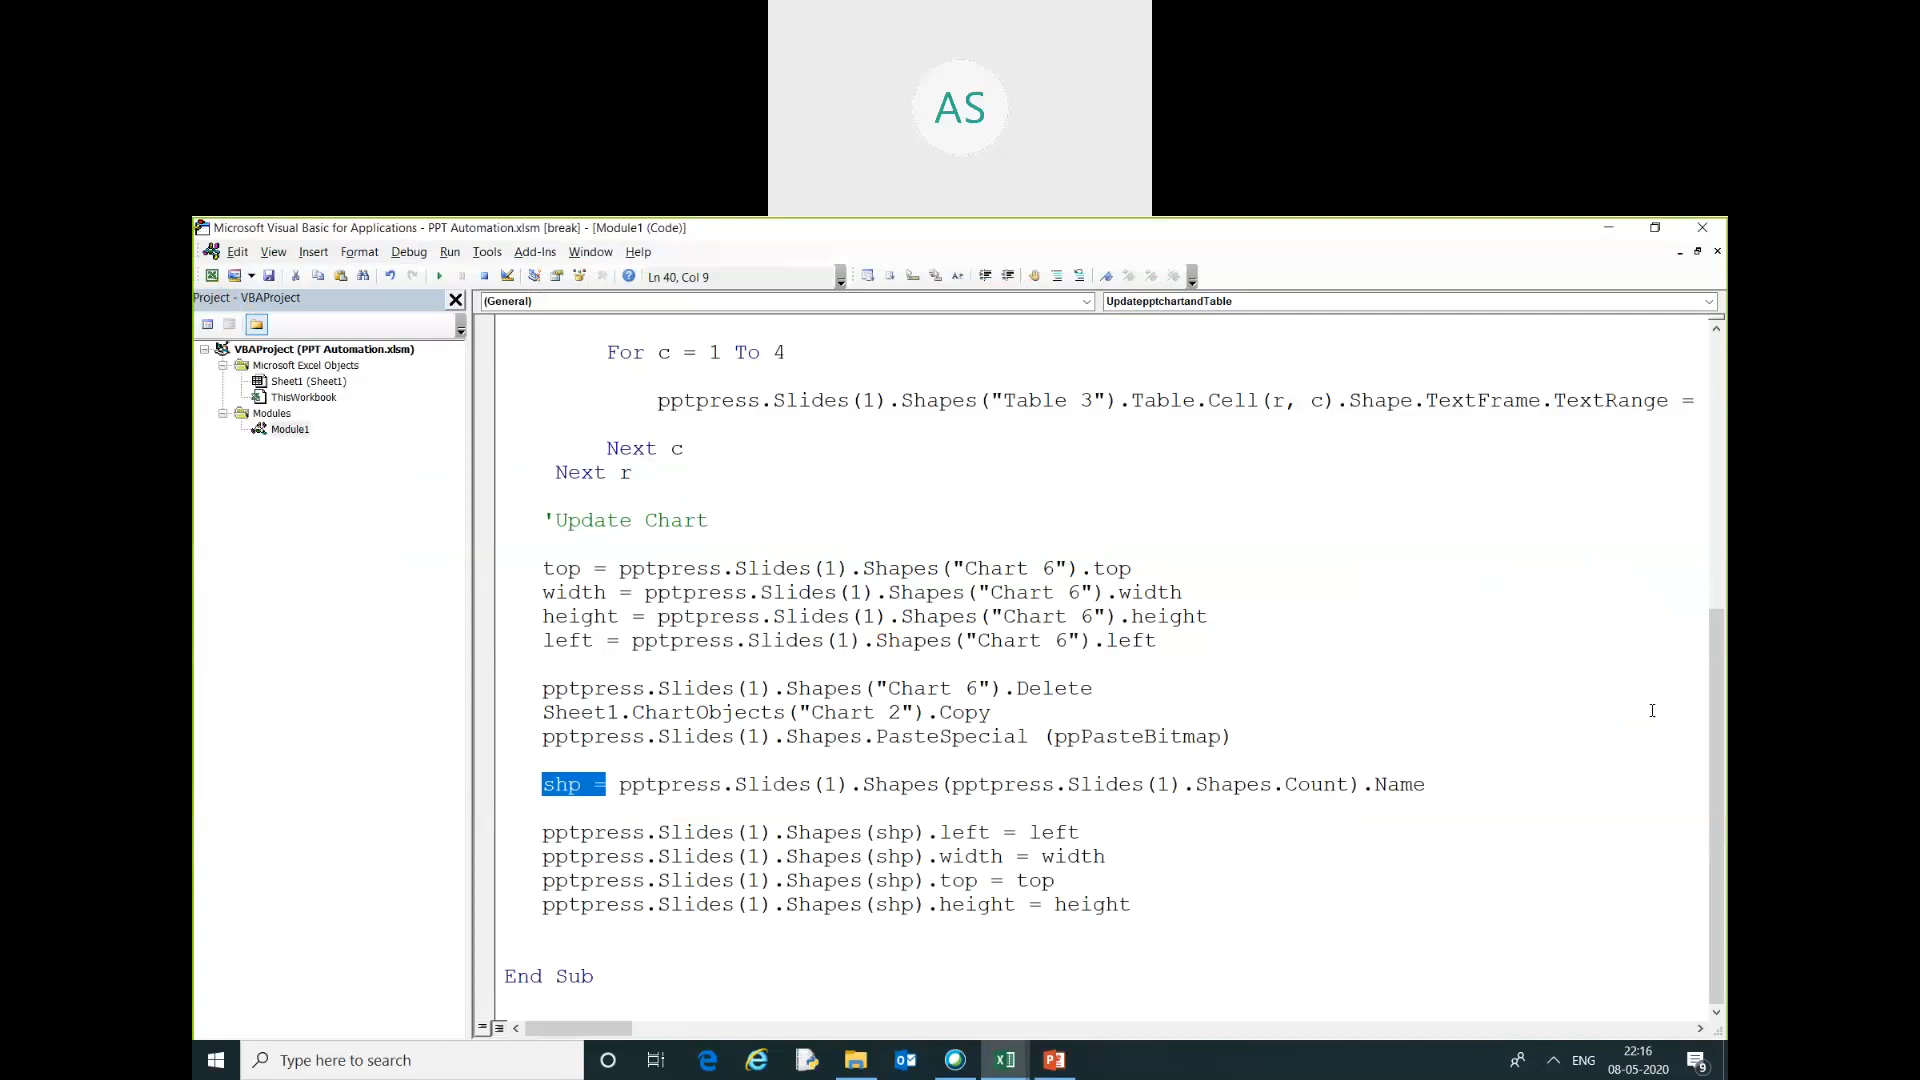 AS
Microsoft Visual Basic for Applications - PPT Automation.xlsm [break] - [Module1 (Code)]
Edit View Insert Format Debug Run Tools Add-Ins Window Help
Ln 40, Col 9
Project - VBAProject
(General)
UpdatepptchartandTable
VBAProject (PPT Automation.xlsm)
Microsoft Excel Objects
Sheet1 (Sheet1)
ThisWorkbook
Modules
Module1
For c = 1 To 4
pptpress.Slides(1).Shapes("Table 3").Table.Cell(r, c).Shape.TextFrame.TextRange =
Next c
Next r
'Update Chart
top = pptpress.Slides(1).Shapes("Chart 6").top
width = pptpress.Slides(1).Shapes("Chart 6").width
height = pptpress.Slides(1).Shapes("Chart 6").height
left = pptpress.Slides(1).Shapes("Chart 6").left
pptpress.Slides(1).Shapes("Chart 6").Delete
Sheet1.ChartObjects("Chart 2").Copy
pptpress.Slides(1).Shapes.PasteSpecial (ppPasteBitmap)
shp = pptpress.Slides(1).Shapes(pptpress.Slides(1).Shapes.Count).Name
pptpress.Slides(1).Shapes(shp).left = left
pptpress.Slides(1).Shapes(shp).width = width
pptpress.Slides(1).Shapes(shp).top = top
pptpress.Slides(1).Shapes(shp).height = height
End Sub
Type here to search
ENG
22:16
08-05-2020
9